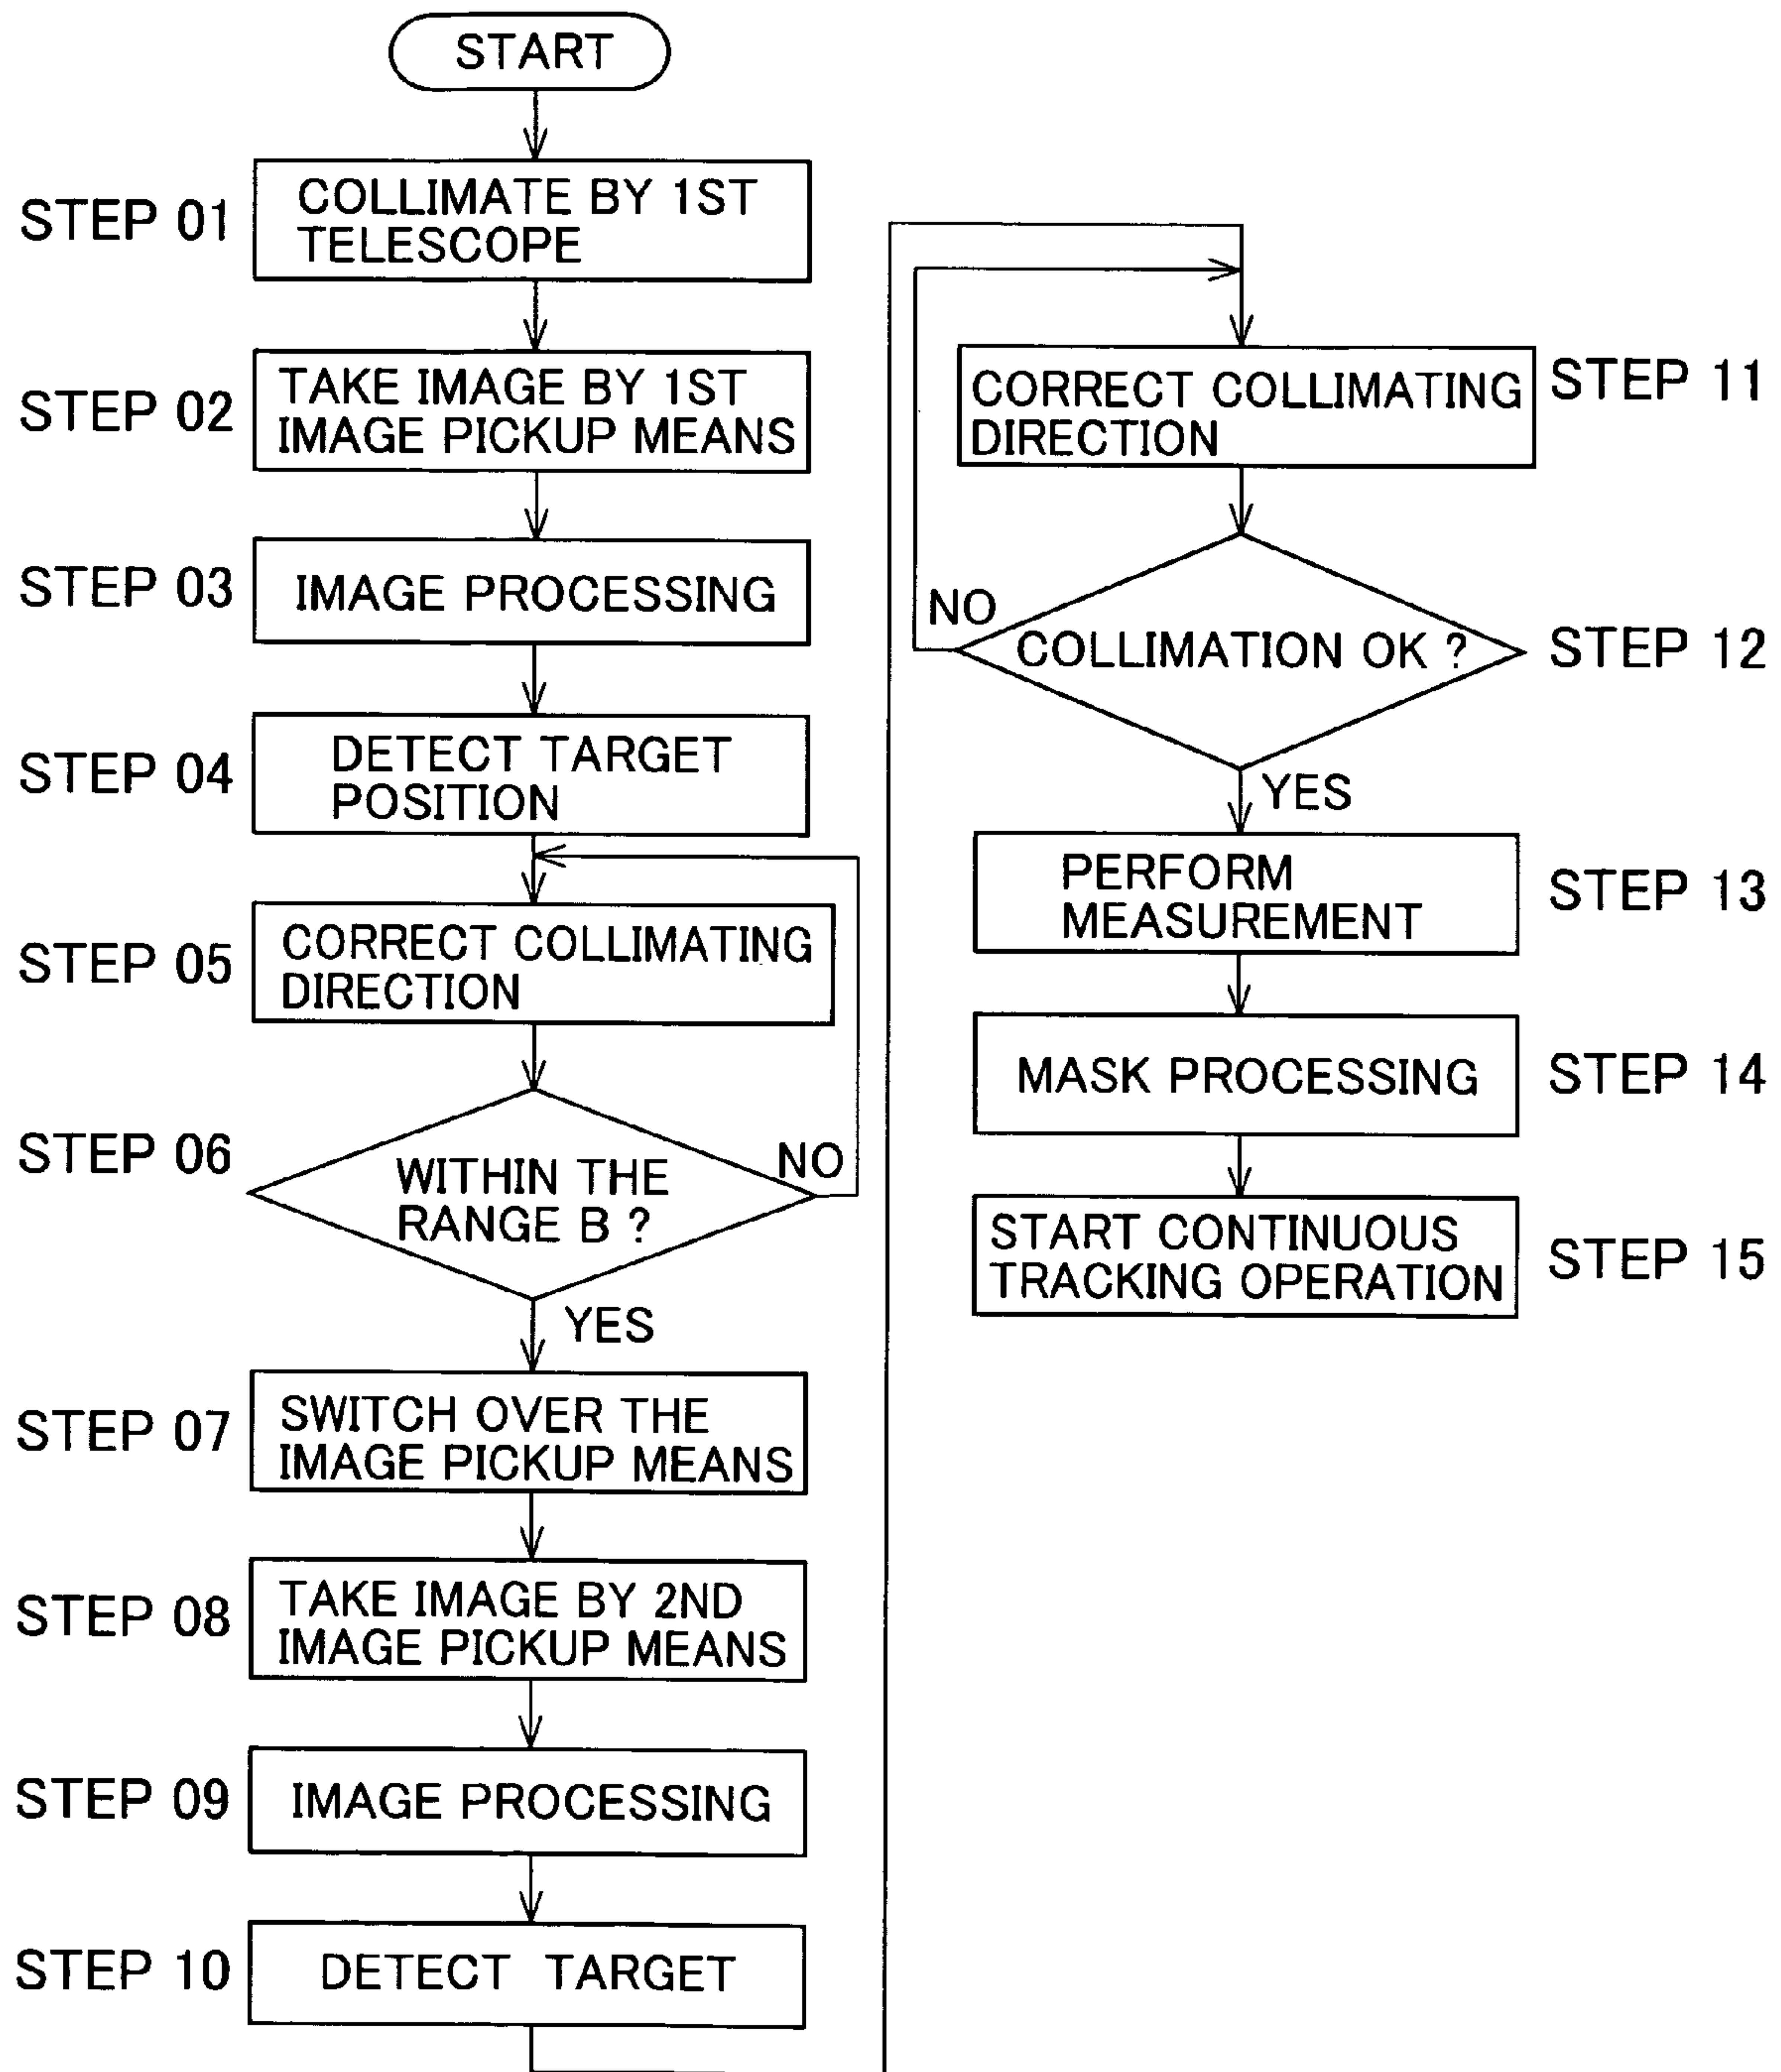 START
STEP 01
COLLIMATE BY 1ST
TELESCOPE
STEP 02
TAKE IMAGE BY 1ST
IMAGE PICKUP MEANS
STEP 03
IMAGE PROCESSING
STEP 04
DETECT TARGET
POSITION
STEP 05
CORRECT COLLIMATING
DIRECTION
STEP 06
WITHIN THE
RANGE B ?
NO
YES
STEP 07
SWITCH OVER THE
IMAGE PICKUP MEANS
STEP 08
TAKE IMAGE BY 2ND
IMAGE PICKUP MEANS
STEP 09
IMAGE PROCESSING
STEP 10
DETECT TARGET
CORRECT COLLIMATING
DIRECTION
STEP 11
NO
COLLIMATION OK ?
STEP 12
YES
PERFORM
MEASUREMENT
STEP 13
MASK PROCESSING
STEP 14
START CONTINUOUS
TRACKING OPERATION
STEP 15